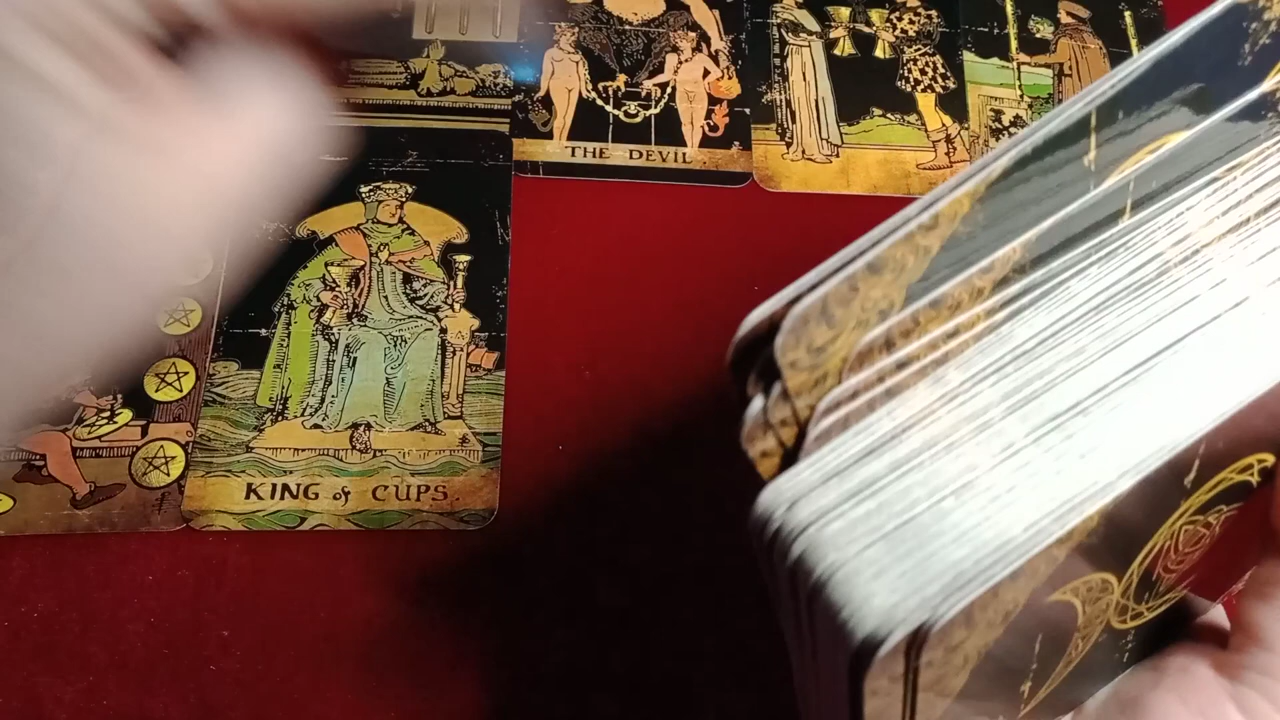 THE DEVIL.
KING of CUPS.